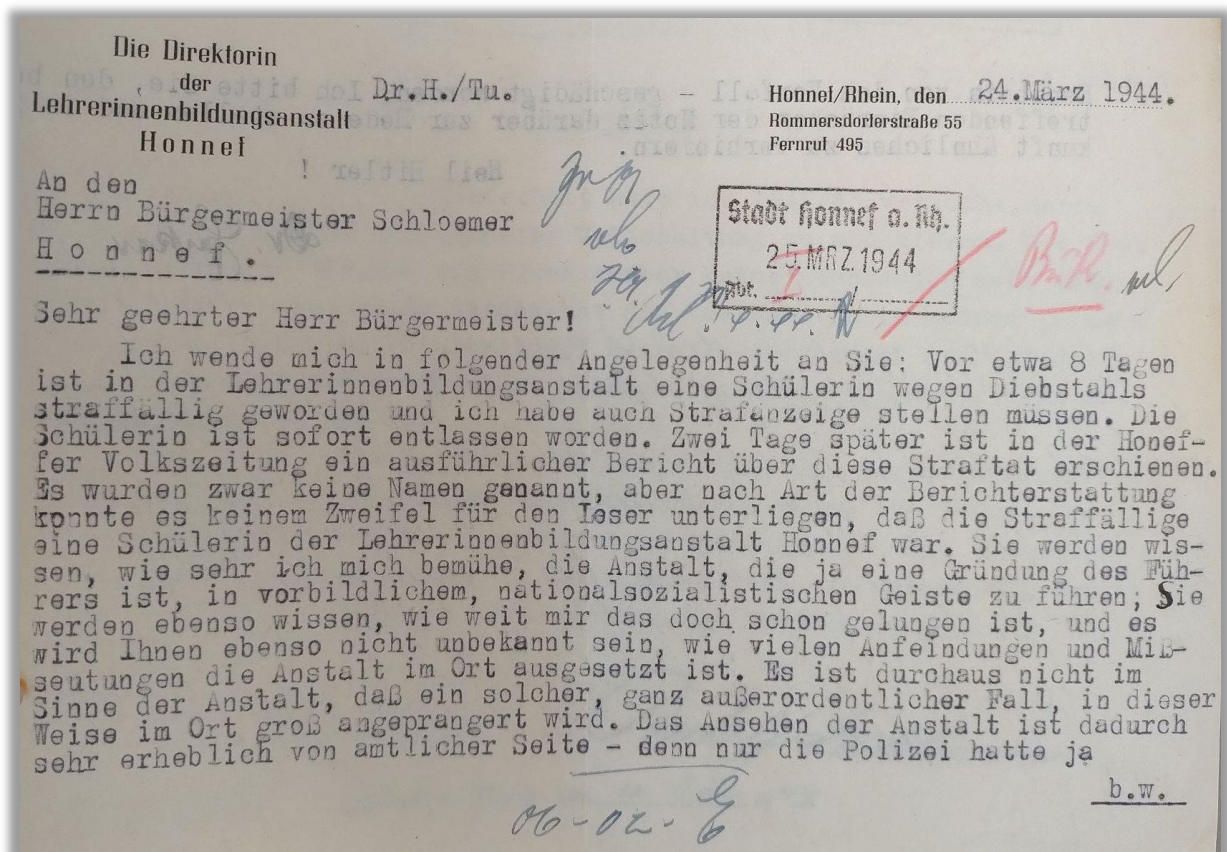 Die Direktorin
der
Lehrerinnenbildungsanstalt
Honnef
Dr.H./Tu.
Honnef/Rhein, den 24.März 1944.
Rommersdorferstraße 55
Fernruf 495
An den
Herrn Bürgermeister Schloemer
H o n n e f .
Stadt Honnef a. Rh.
25.MRZ.1944
Abt. I /
Sehr geehrter Herr Bürgermeister!
Ich wende mich in folgender Angelegenheit an Sie: Vor etwa 8 Tagen
ist in der Lehrerinnenbildungsanstalt eine Schülerin wegen Diebstahls
straffällig geworden und ich habe auch Strafanzeige stellen müssen. Die
Schülerin ist sofort entlassen worden. Zwei Tage später ist in der Honef-
fer Volkszeitung ein ausführlicher Bericht über diese Straftat erschienen.
Es wurden zwar keine Namen genannt, aber nach Art der Berichterstattung
konnte es keinem Zweifel für den Leser unterliegen, daß die Straffällige
eine Schülerin der Lehrerinnenbildungsanstalt Honnef war. Sie werden wis-
sen, wie sehr ich mich bemühe, die Anstalt, die ja eine Gründung des Füh-
rers ist, in vorbildlichem, nationalsozialistischen Geiste zu führen; Sie
werden ebenso wissen, wie weit mir das doch schon gelungen ist, und es
wird Ihnen ebenso nicht unbekannt sein, wie vielen Anfeindungen und Miß-
seutungen die Anstalt im Ort ausgesetzt ist. Es ist durchaus nicht im
Sinne der Anstalt, daß ein solcher, ganz außerordentlicher Fall, in dieser
Weise im Ort groß angeprangert wird. Das Ansehen der Anstalt ist dadurch
sehr erheblich von amtlicher Seite - denn nur die Polizei hatte ja
b.w.
06-02-